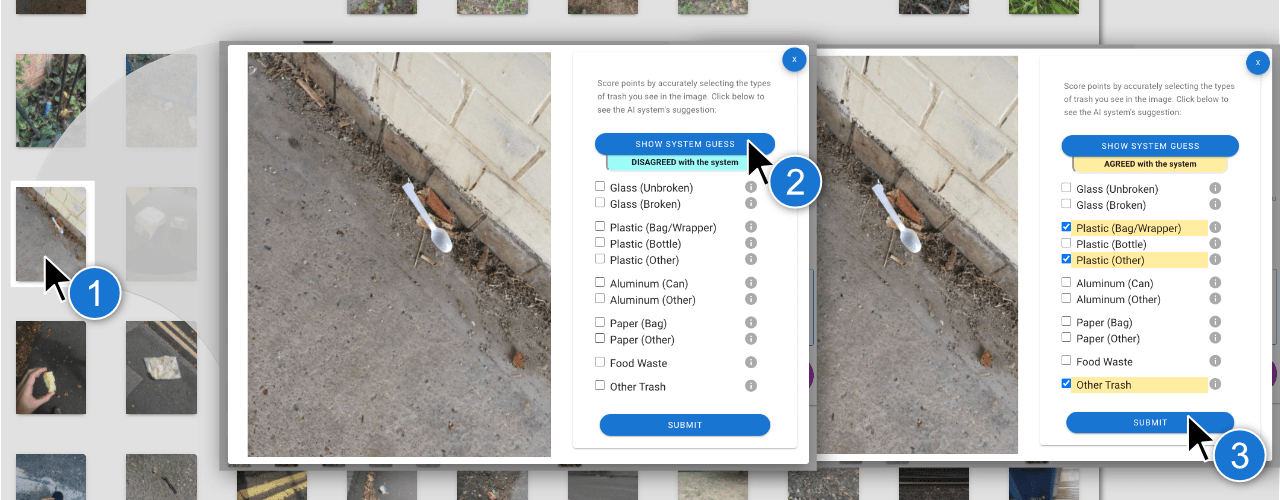 x
Score points by accurately selecting the types
of trash you see in the image. Click below to
see the AI system's suggestion:
SHOW SYSTEM GUESS
DISAGREED with the system
Glass (Unbroken)
Glass (Broken)
Plastic (Bag/Wrapper)
Plastic (Bottle)
Plastic (Other)
Aluminum (Can)
Aluminum (Other)
Paper (Bag)
Paper (Other)
Food Waste
Other Trash
SUBMIT
x
Score points by accurately selecting the types
of trash you see in the image. Click below to
see the AI system's suggestion:
SHOW SYSTEM GUESS
AGREED with the system
Glass (Unbroken)
Glass (Broken)
Plastic (Bag/Wrapper)
Plastic (Bottle)
Plastic (Other)
Aluminum (Can)
Aluminum (Other)
Paper (Bag)
Paper (Other)
Food Waste
Other Trash
SUBMIT
1
2
3